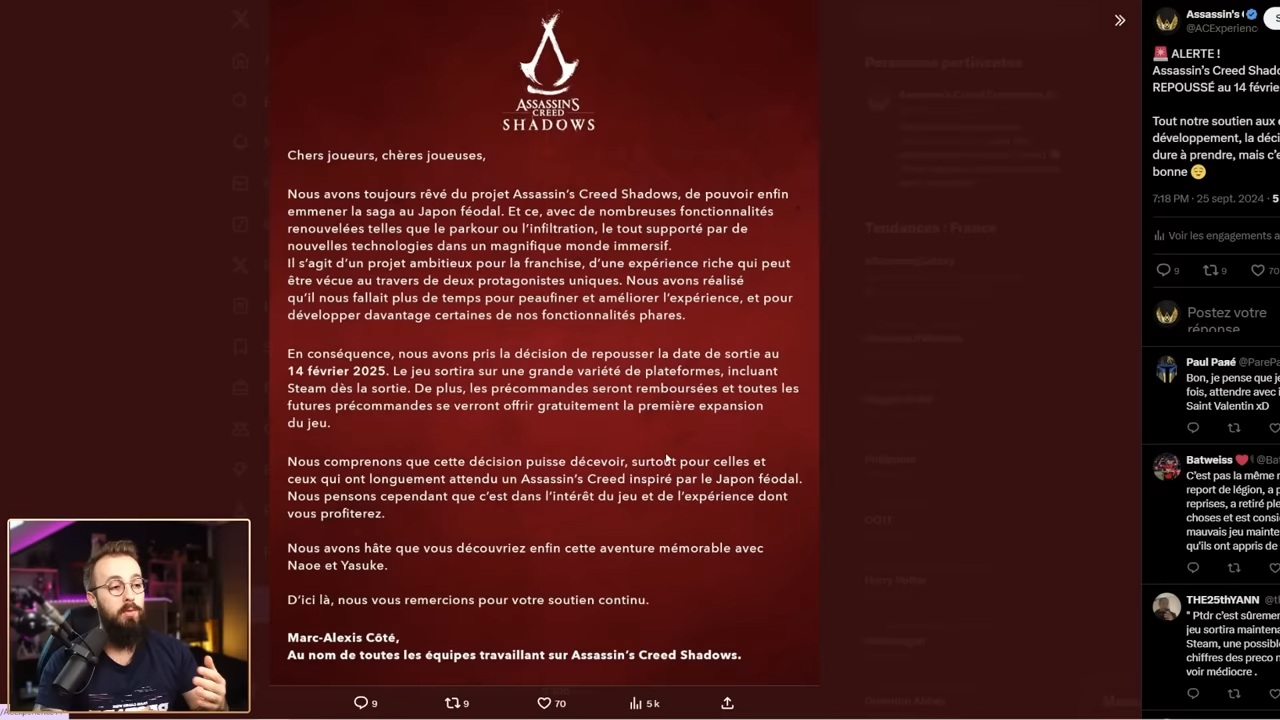 ASSASSIN'S
CREED
SHADOWS
Chers joueurs, chères joueuses,
Nous avons toujours rêvé du projet Assassin's Creed Shadows, de pouvoir enfin
emmener la saga au Japon féodal. Et ce, avec de nombreuses fonctionnalités
renouvelées telles que le parkour ou l'infiltration, le tout supporté par de
nouvelles technologies dans un magnifique monde immersif.
Il s'agit d'un projet ambitieux pour la franchise, d'une expérience riche qui peut
être vécue au travers de deux protagonistes uniques. Nous avons réalisé
qu'il nous fallait plus de temps pour peaufiner et améliorer l'expérience, et pour
développer davantage certaines de nos fonctionnalités phares.
En conséquence, nous avons pris la décision de repousser la date de sortie au
14 février 2025. Le jeu sortira sur une grande variété de plateformes, incluant
Steam dès la sortie. De plus, les précommandes seront remboursées et toutes les
futures précommandes se verront offrir gratuitement la première expansion
du jeu.
Nous comprenons que cette décision puisse décevoir, surtout pour celles et
ceux qui ont longuement attendu un Assassin's Creed inspiré par le Japon féodal.
Nous pensons cependant que c'est dans l'intérêt du jeu et de l'expérience dont
vous profiterez.
Nous avons hâte que vous découvriez enfin cette aventure mémorable avec
Naoe et Yasuke.
D'ici là, nous vous remercions pour votre soutien continu.
Marc-Alexis Côté,
Au nom de toutes les équipes travaillant sur Assassin's Creed Shadows.
9 9 70 5 k
Personnes pertinentes
Tendances : France
Harry Potter
Assassin's
@ACExperienc
🚨 ALERTE !
Assassin's Creed Shado
REPOUSSÉ au 14 févrie
Tout notre soutien aux
développement, la déci
dure à prendre, mais c'e
bonne 😌
7:18 PM · 25 sept. 2024 · 5
Voir les engagements a
9 9 70
Postez votre
réponse
Paul Paré @ParePa
Bon, je pense que je
fois, attendre avec i
Saint Valentin xD
Batweiss ❤️ @Bat
C'est pas la même r
report de légion, a p
reprises, a retiré ple
choses et est consi
mauvais jeu mainte
qu'ils ont appris de
THE25thYANN @th
" Ptdr c'est sûreme
jeu sortira maintena
Steam, une possible
chiffres des preco r
voir médiocre .